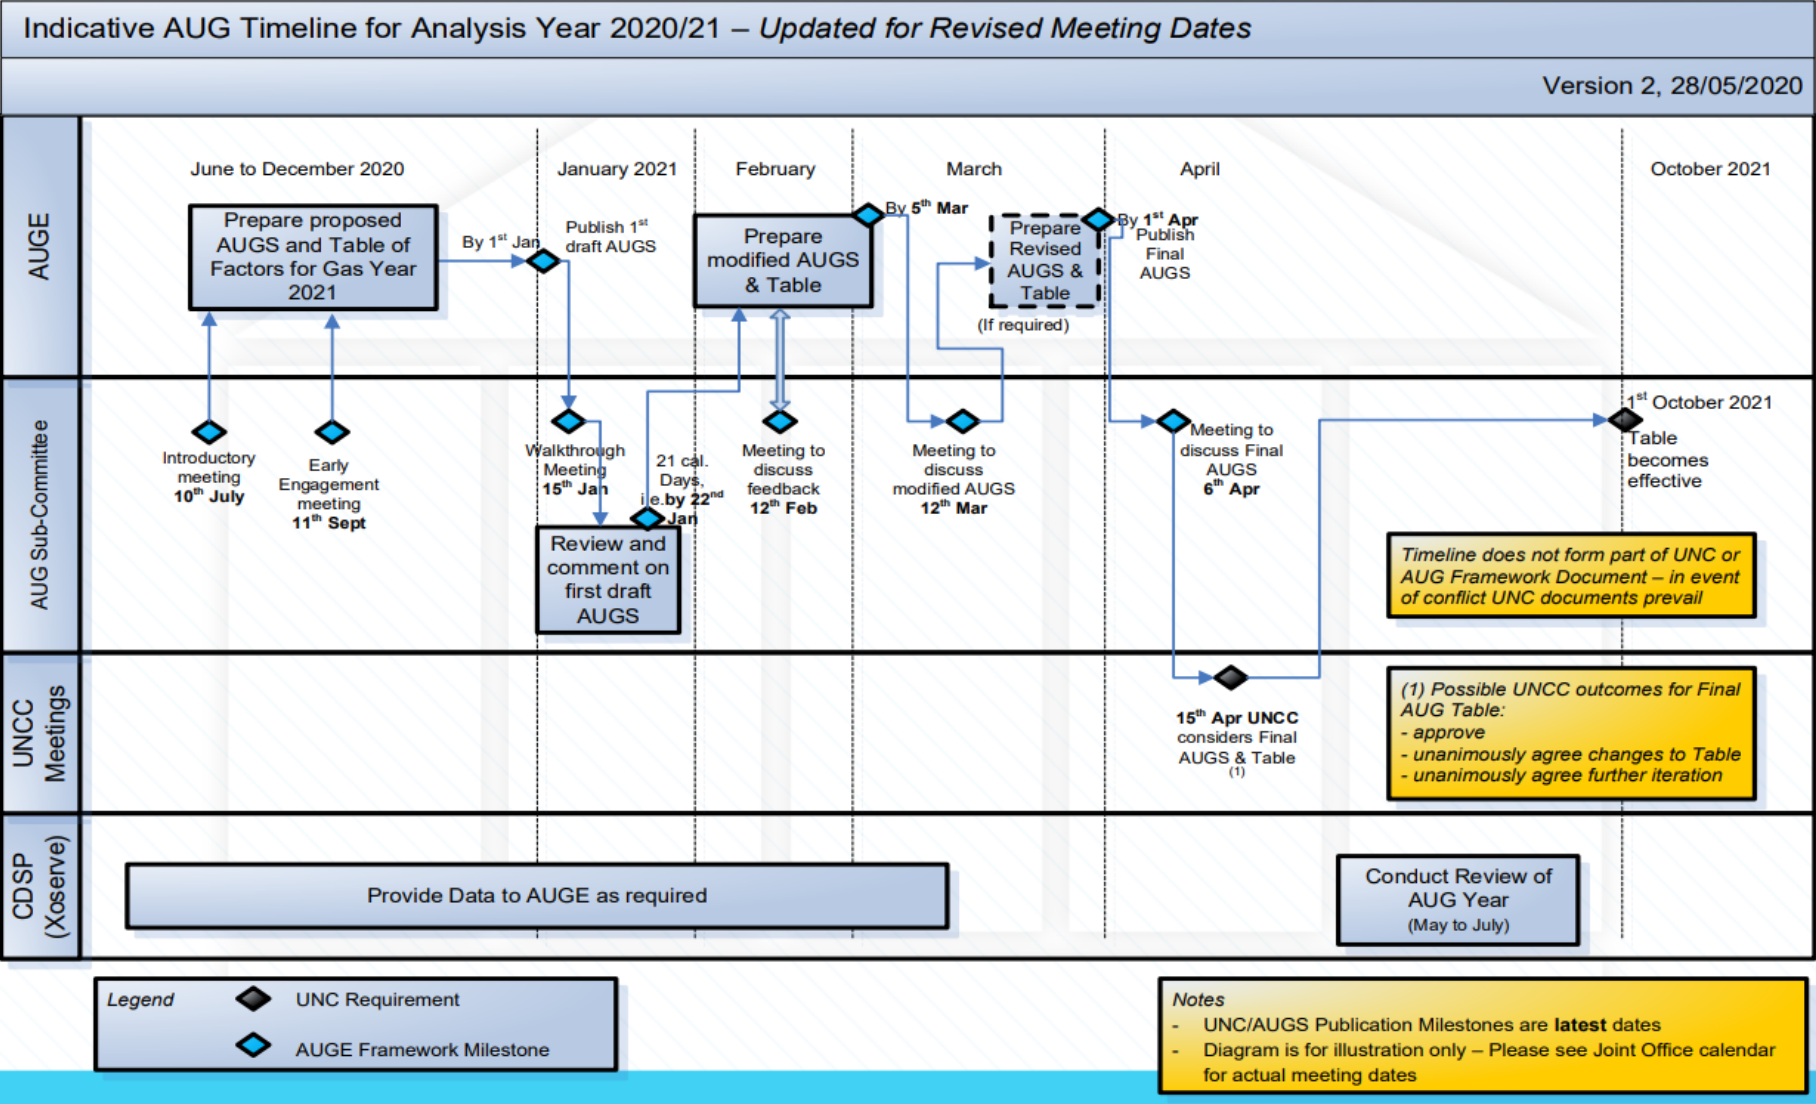 Indicative AUG Timeline for Analysis Year 2020/21 – Updated for Revised Meeting Dates
Version 2, 28/05/2020
AUGE
June to December 2020
January 2021
February
March
April
October 2021
Prepare proposed
AUGS and Table of
Factors for Gas Year
2021
By 1st Jan
Publish 1st
draft AUGS
Prepare
modified AUGS
& Table
By 5th Mar
Prepare
Revised
AUGS &
Table
(If required)
By 1st Apr
Publish
Final
AUGS
AUG Sub-Committee
Introductory
meeting
10th July
Early
Engagement
meeting
11th Sept
Walkthrough
Meeting
15th Jan
21 cal.
Days,
i.e.by 22nd
Jan
Review and
comment on
first draft
AUGS
Meeting to
discuss
feedback
12th Feb
Meeting to
discuss
modified AUGS
12th Mar
Meeting to
discuss Final
AUGS
6th Apr
1st October 2021
Table
becomes
effective
Timeline does not form part of UNC or
AUG Framework Document – in event
of conflict UNC documents prevail
UNCC
Meetings
15th Apr UNCC
considers Final
AUGS & Table
(1)
(1) Possible UNCC outcomes for Final
AUG Table:
- approve
- unanimously agree changes to Table
- unanimously agree further iteration
CDSP
(Xoserve)
Provide Data to AUGE as required
Conduct Review of
AUG Year
(May to July)
Legend
UNC Requirement
AUGE Framework Milestone
Notes
- UNC/AUGS Publication Milestones are latest dates
- Diagram is for illustration only – Please see Joint Office calendar
for actual meeting dates